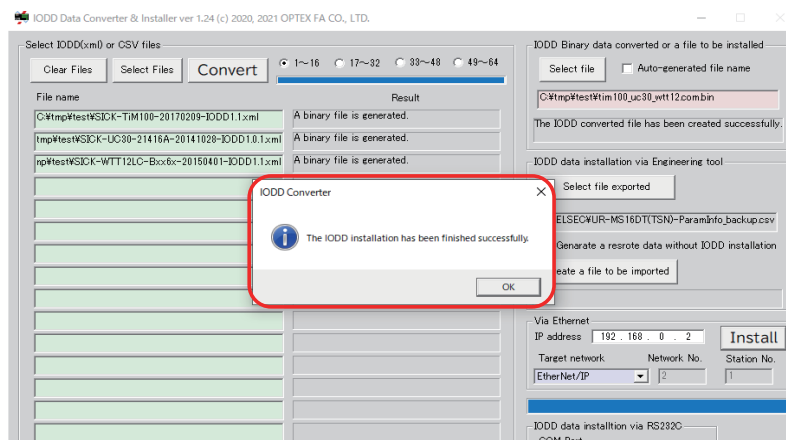 IODD Data Converter & Installer ver 1.24 (c) 2020, 2021 OPTEX FA CO., LTD.
Select IODD(xml) or CSV files
Clear Files
Select Files
Convert
1~16
17~32
33~48
49~64
File name
Result
C:¥tmp¥test¥SICK-TiM100-20170209-IODD1.1.xml
A binary file is generated.
tmp¥test¥SICK-UC30-21416A-20141028-IODD1.0.1.xml
A binary file is generated.
np¥test¥SICK-WTT12LC-Bxx6x-20150401-IODD1.1.xml
A binary file is generated.
IODD Converter
The IODD installation has been finished successfully.
OK
IODD Binary data converted or a file to be installed
Select file
Auto-generated file name
C:¥tmp¥test¥tim100_uc30_wtt12.com.bin
The IODD converted file has been created successfully.
IODD data installation via Engineering tool
Select file exported
ELSEC¥UR-MS16DT(TSN)-ParamInfo_backup.csv
Genarate a resrote data without IODD installation
eate a file to be imported
Via Ethernet
IP address
192 . 168 . 0 . 2
Install
Target network
Network No.
Station No.
EtherNet/IP
2
1
IODD data installtion via RS232C
COM Port